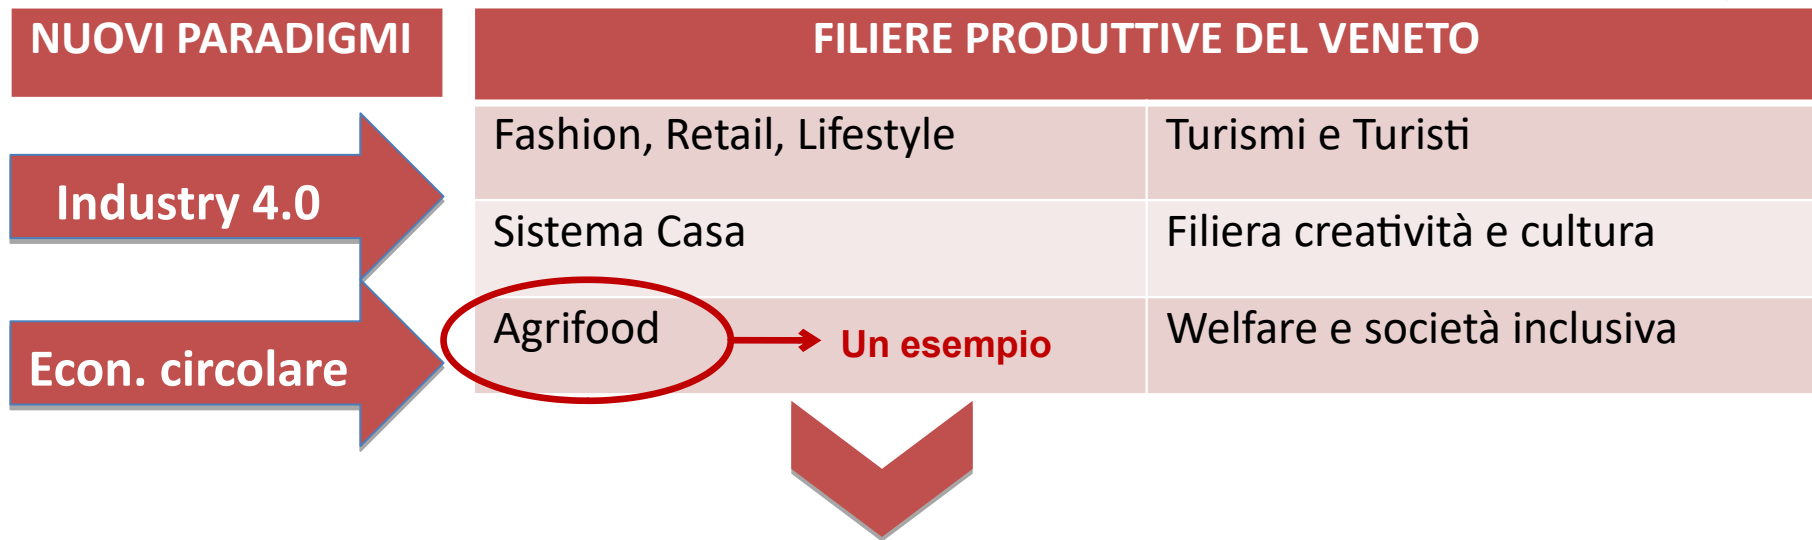 NUOVI PARADIGMI
FILIERE PRODUTTIVE DEL VENETO
Industry 4.0
Econ. circolare
Fashion, Retail, Lifestyle
Turismi e Turisti
Sistema Casa
Filiera creatività e cultura
Agrifood
Un esempio
Welfare e società inclusiva